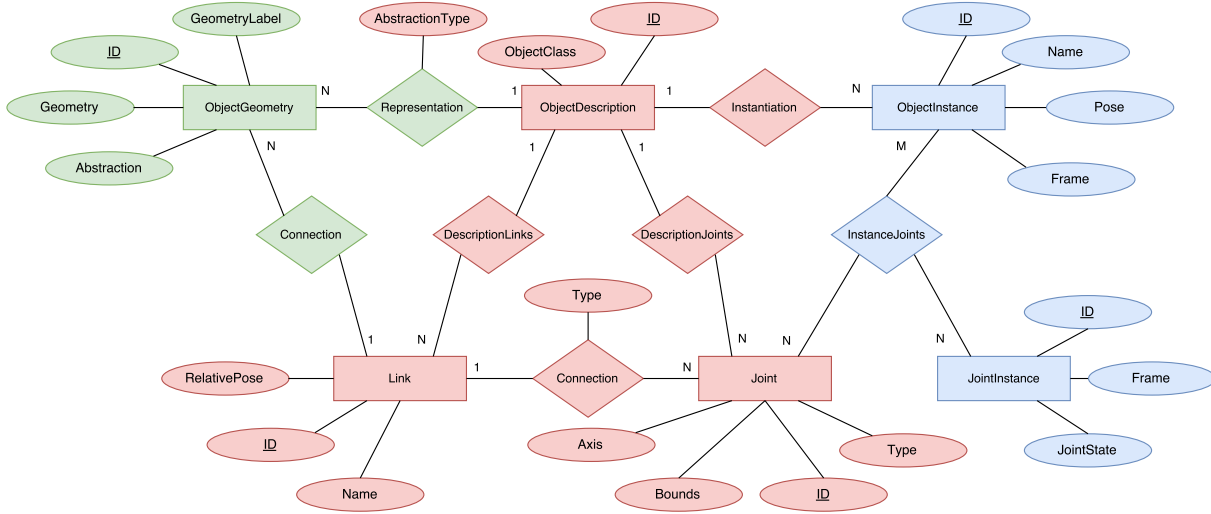 GeometryLabel
AbstractionType
ID
ID
ID
ObjectClass
Name
Geometry
ObjectGeometry
N
Representation
1
ObjectDescription
1
Instantiation
N
ObjectInstance
Pose
Abstraction
N
1
1
M
Frame
Connection
DescriptionLinks
DescriptionJoints
InstanceJoints
Type
ID
1
N
N
N
N
RelativePose
Link
1
Connection
N
Joint
JointInstance
Frame
ID
Axis
Type
JointState
Name
Bounds
ID